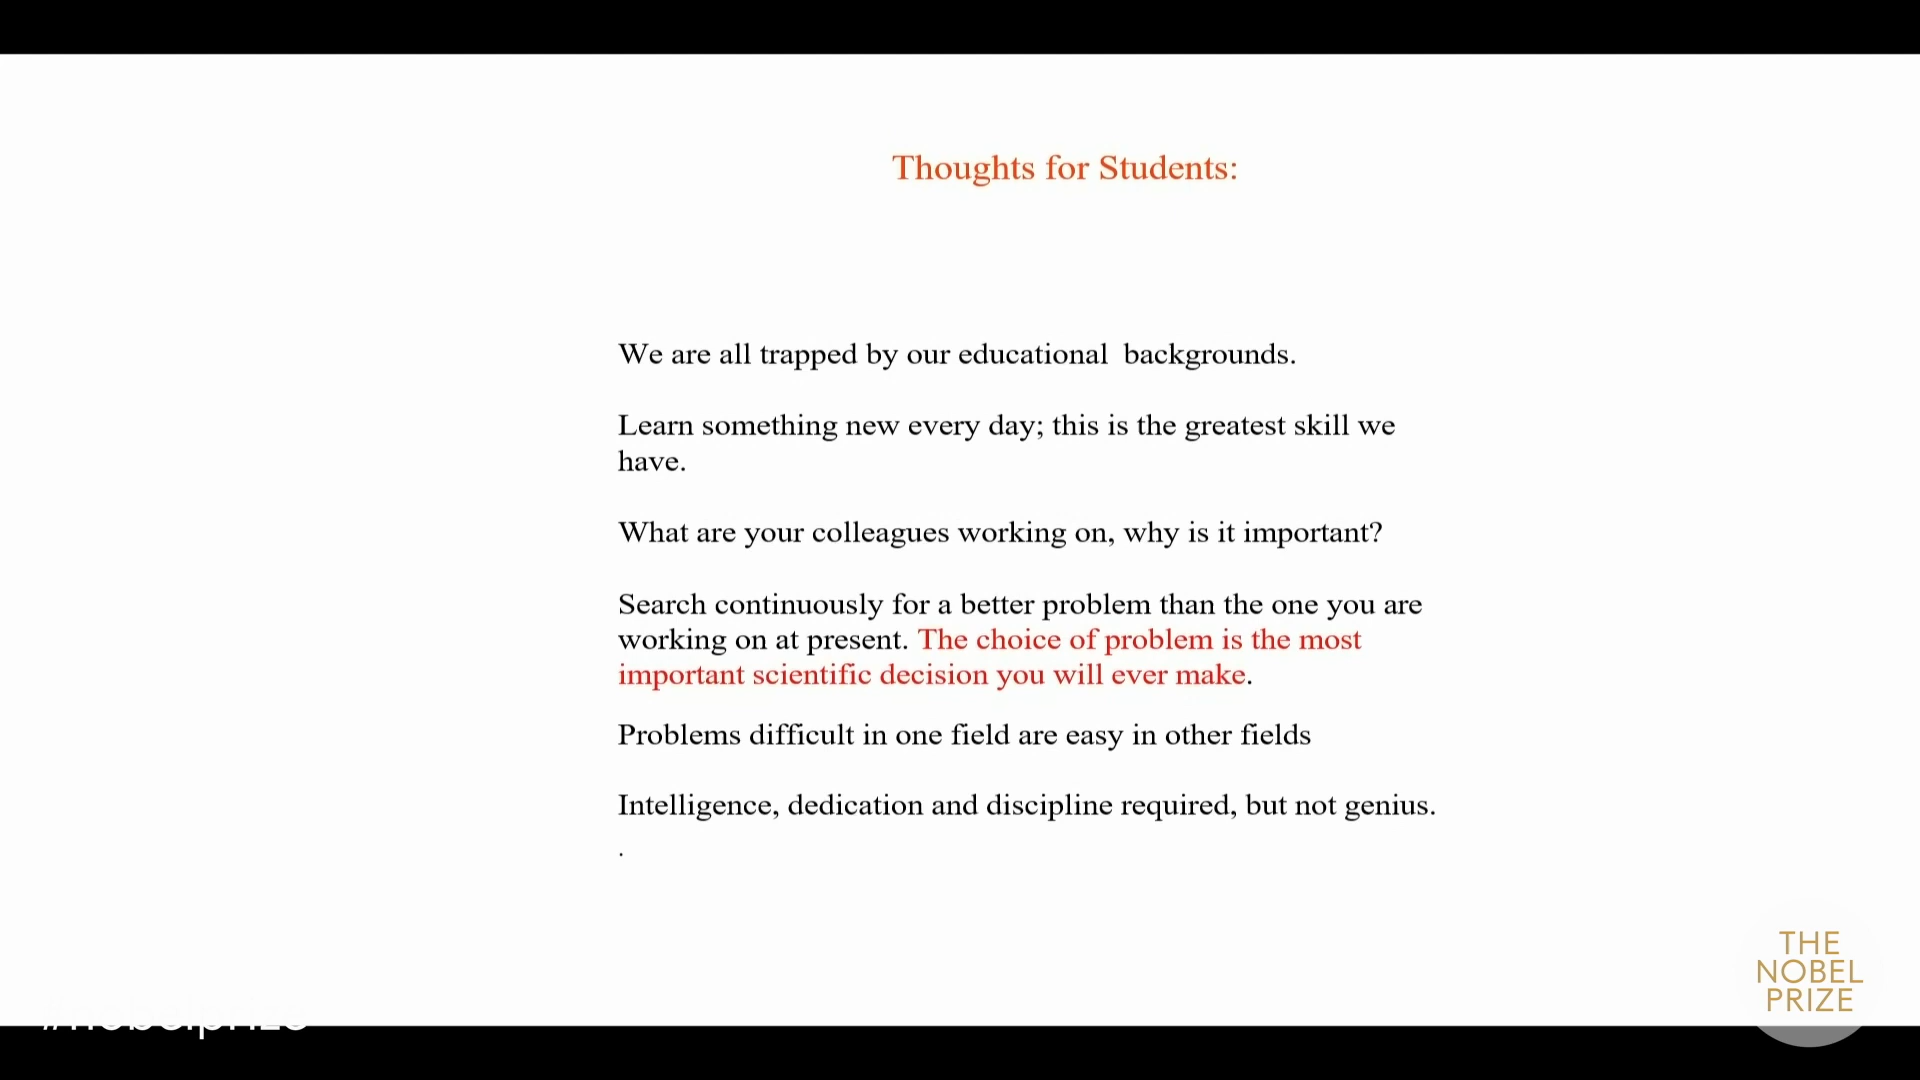 Thoughts for Students:
We are all trapped by our educational  backgrounds.
Learn something new every day; this is the greatest skill we
have.
What are your colleagues working on, why is it important?
Search continuously for a better problem than the one you are
working on at present. The choice of problem is the most
important scientific decision you will ever make.
Problems difficult in one field are easy in other fields
Intelligence, dedication and discipline required, but not genius.
.
THE
NOBEL
PRIZE
#nobelprize